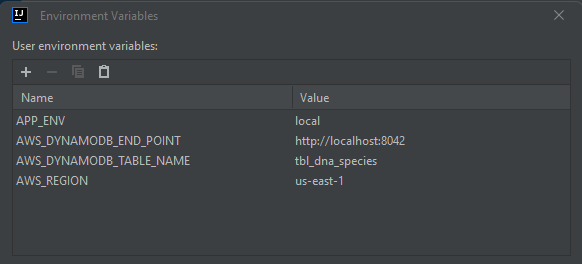 IJ Environment Variables
User environment variables:
Name Value
APP_ENV local
AWS_DYNAMODB_END_POINT http://localhost:8042
AWS_DYNAMODB_TABLE_NAME tbl_dna_species
AWS_REGION us-east-1